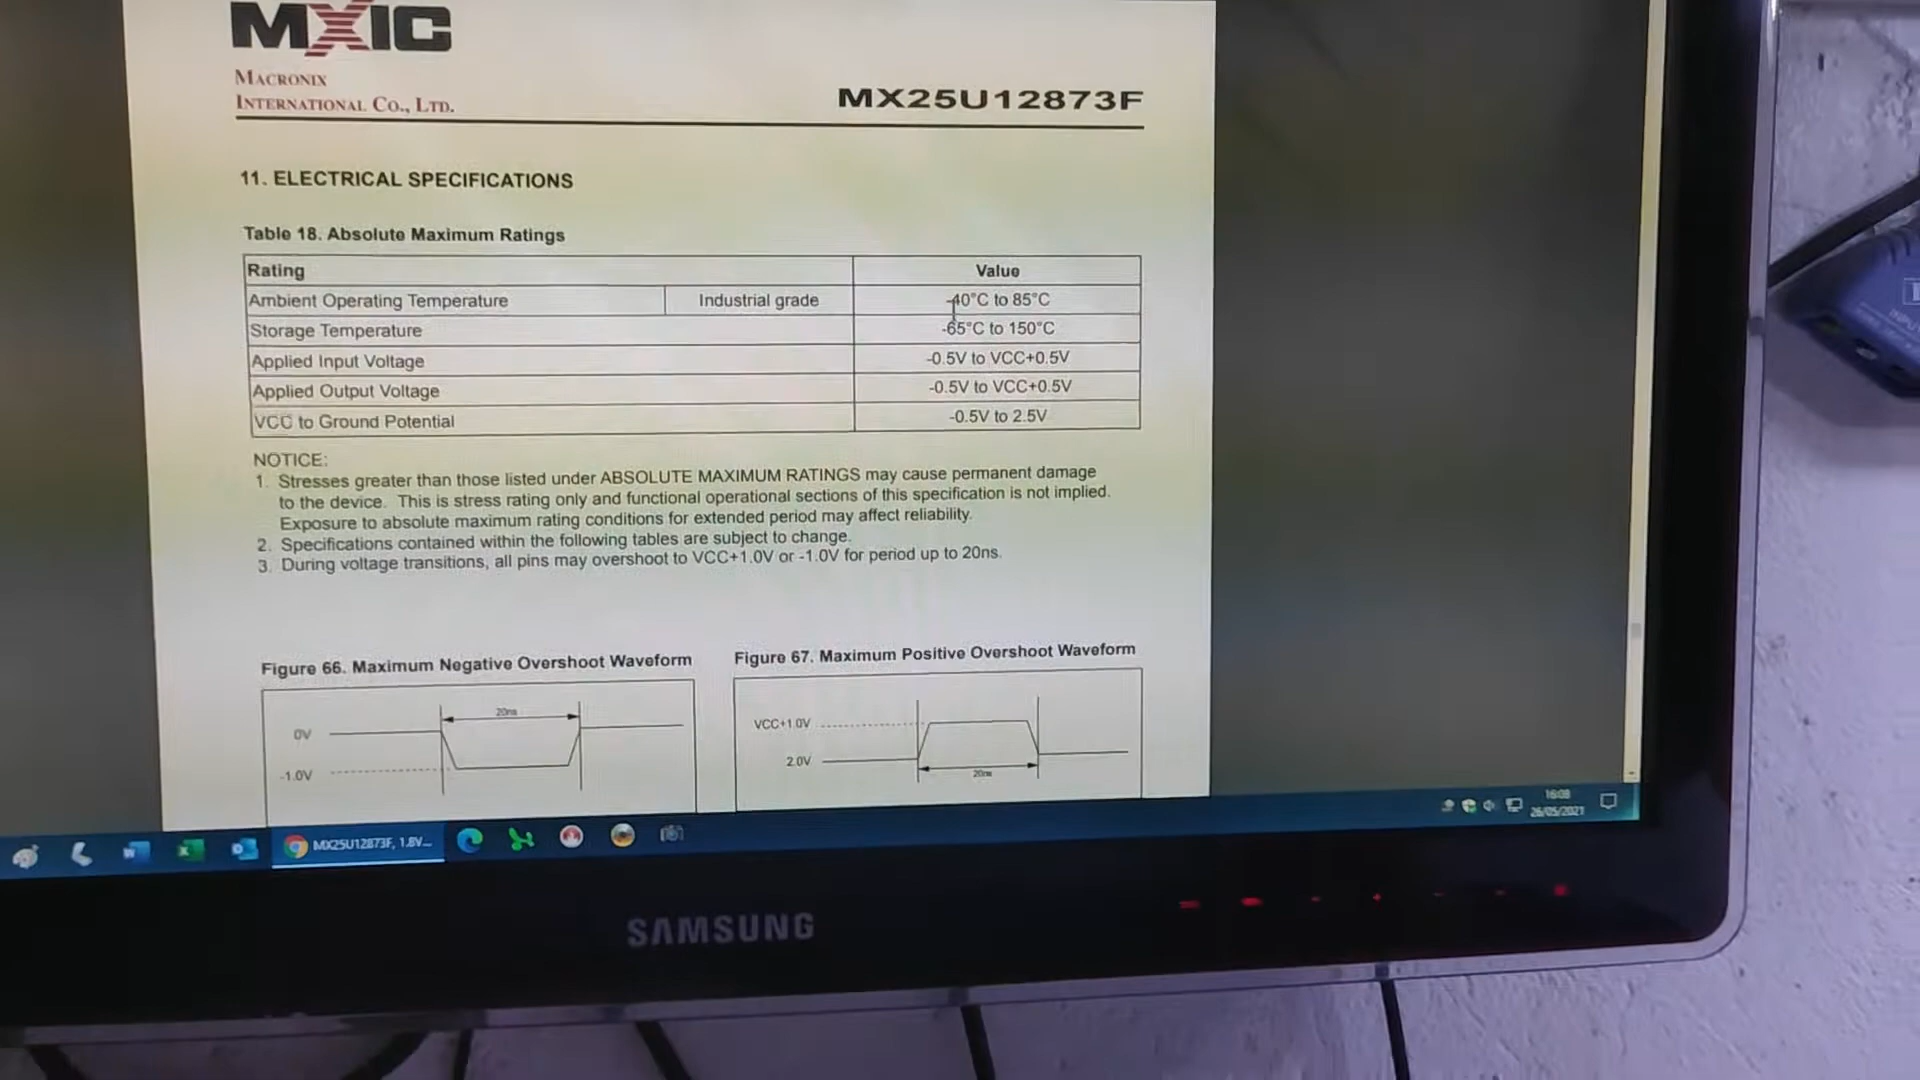 MXIC
MACRONIX
INTERNATIONAL CO., LTD.
MX25U12873F
11. ELECTRICAL SPECIFICATIONS
Table 18. Absolute Maximum Ratings
Rating Value
Ambient Operating Temperature Industrial grade -40°C to 85°C
Storage Temperature -65°C to 150°C
Applied Input Voltage -0.5V to VCC+0.5V
Applied Output Voltage -0.5V to VCC+0.5V
VCC to Ground Potential -0.5V to 2.5V
NOTICE:
1. Stresses greater than those listed under ABSOLUTE MAXIMUM RATINGS may cause permanent damage
to the device. This is stress rating only and functional operational sections of this specification is not implied.
Exposure to absolute maximum rating conditions for extended period may affect reliability.
2. Specifications contained within the following tables are subject to change.
3. During voltage transitions, all pins may overshoot to VCC+1.0V or -1.0V for period up to 20ns.
Figure 66. Maximum Negative Overshoot Waveform
Figure 67. Maximum Positive Overshoot Waveform
20ns
0V
-1.0V
VCC+1.0V
2.0V
20ns
MX25U12873F, 1.8V...
16:08
26/05/2021
SAMSUNG